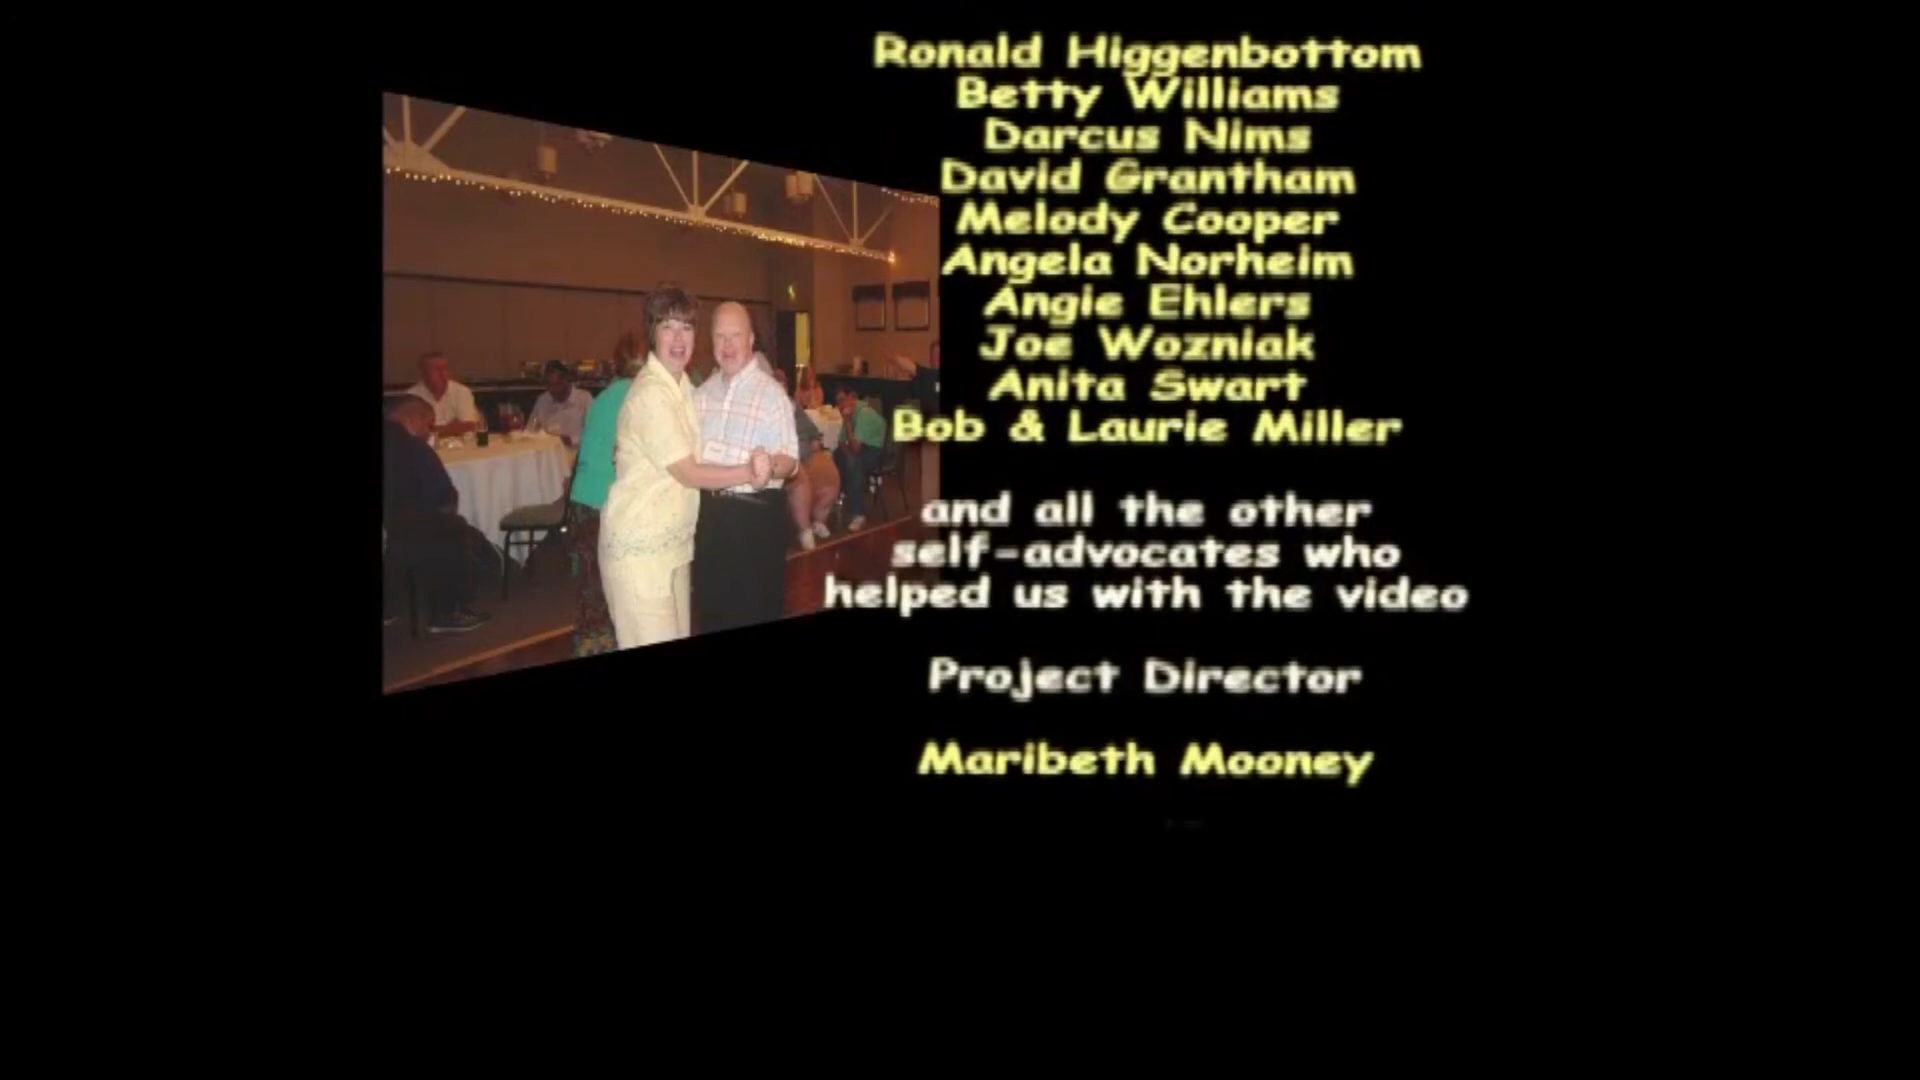 Ronald Higgenbottom
Betty Williams
Darcus Nims
David Grantham
Melody Cooper
Angela Norheim
Angie Ehlers
Joe Wozniak
Anita Swart
Bob & Laurie Miller
and all the other
self-advocates who
helped us with the video
Project Director
Maribeth Mooney